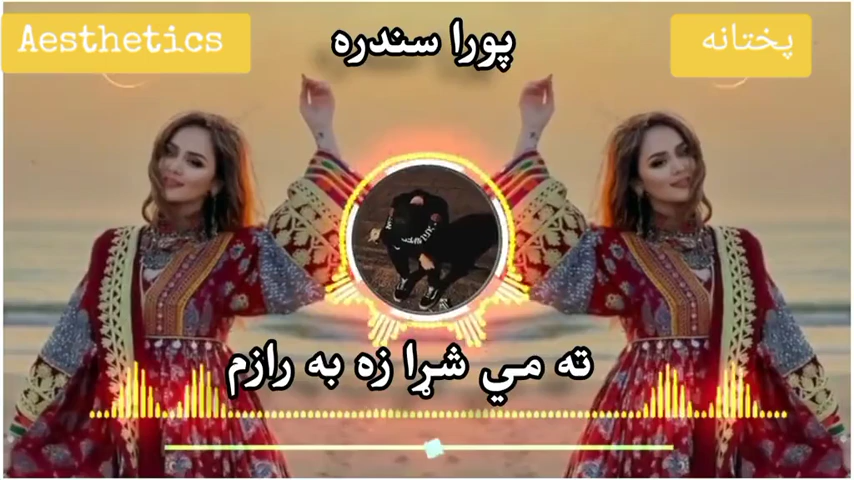 Aesthetics
پورا سندره
پختانه
ته مي شړا زه به رازم